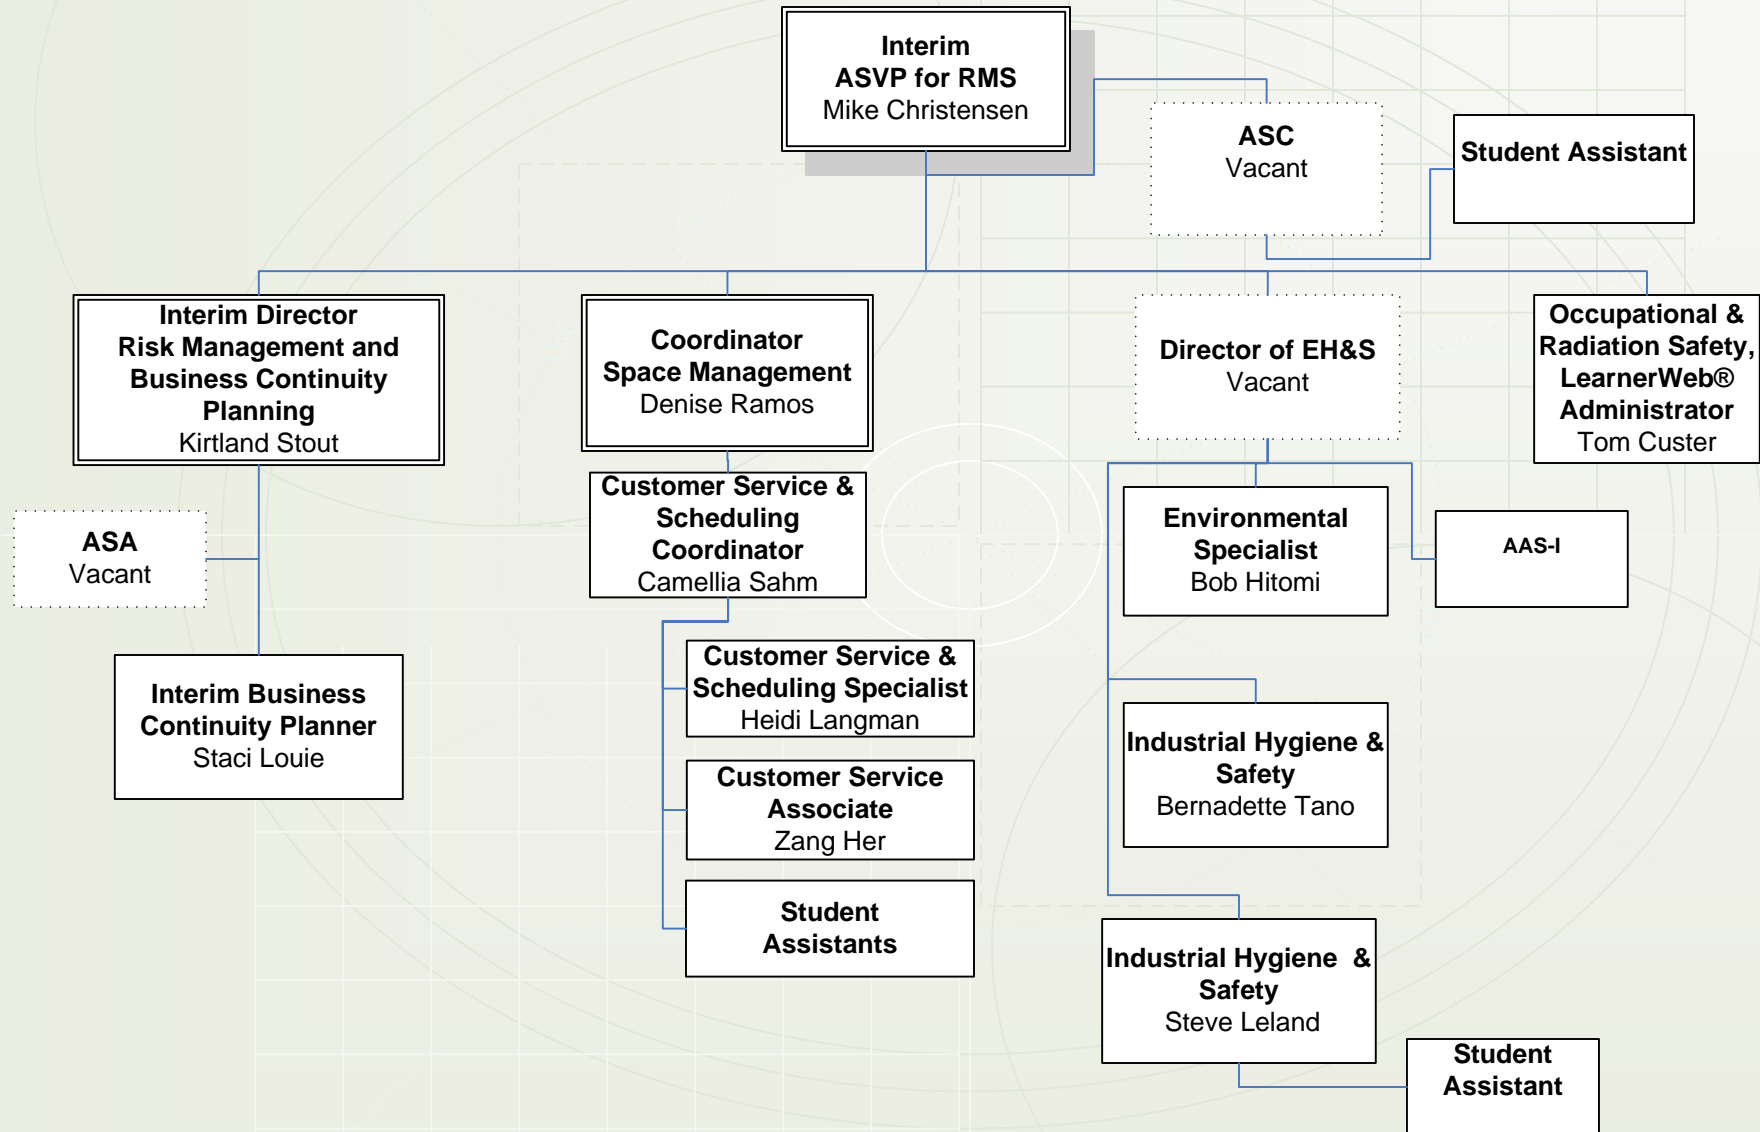 Interim
ASVP for RMS
Mike Christensen
ASC
Vacant
Student Assistant
Interim Director
Risk Management and
Business Continuity
Planning
Kirtland Stout
Coordinator
Space Management
Denise Ramos
Director of EH&S
Vacant
Occupational &
Radiation Safety,
LearnerWeb®
Administrator
Tom Custer
ASA
Vacant
Customer Service &
Scheduling
Coordinator
Camellia Sahm
Environmental
Specialist
Bob Hitomi
AAS-I
Interim Business
Continuity Planner
Staci Louie
Customer Service &
Scheduling Specialist
Heidi Langman
Industrial Hygiene &
Safety
Bernadette Tano
Customer Service
Associate
Zang Her
Student
Assistants
Industrial Hygiene &
Safety
Steve Leland
Student
Assistant